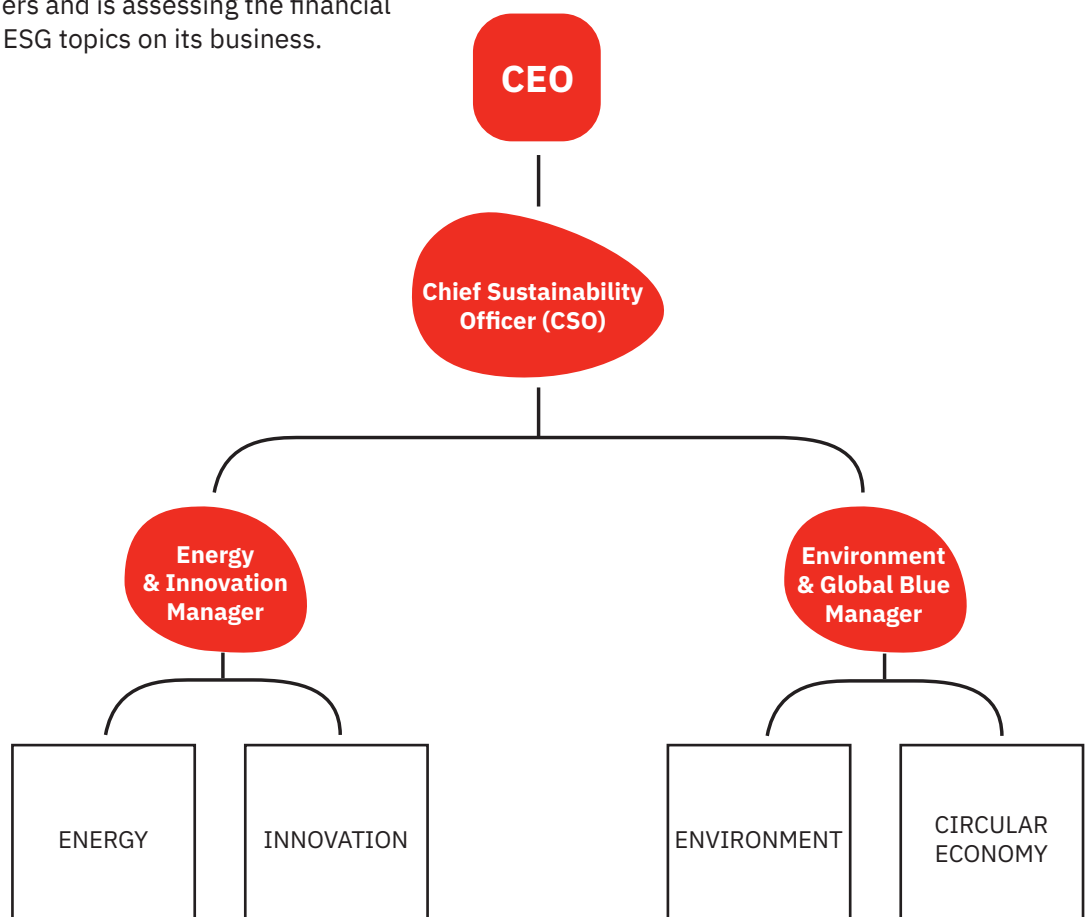 ers and is assessing the financial
ESG topics on its business.
CEO
Chief Sustainability
Officer (CSO)
Energy
& Innovation
Manager
Environment
& Global Blue
Manager
ENERGY
INNOVATION
ENVIRONMENT
CIRCULAR
ECONOMY